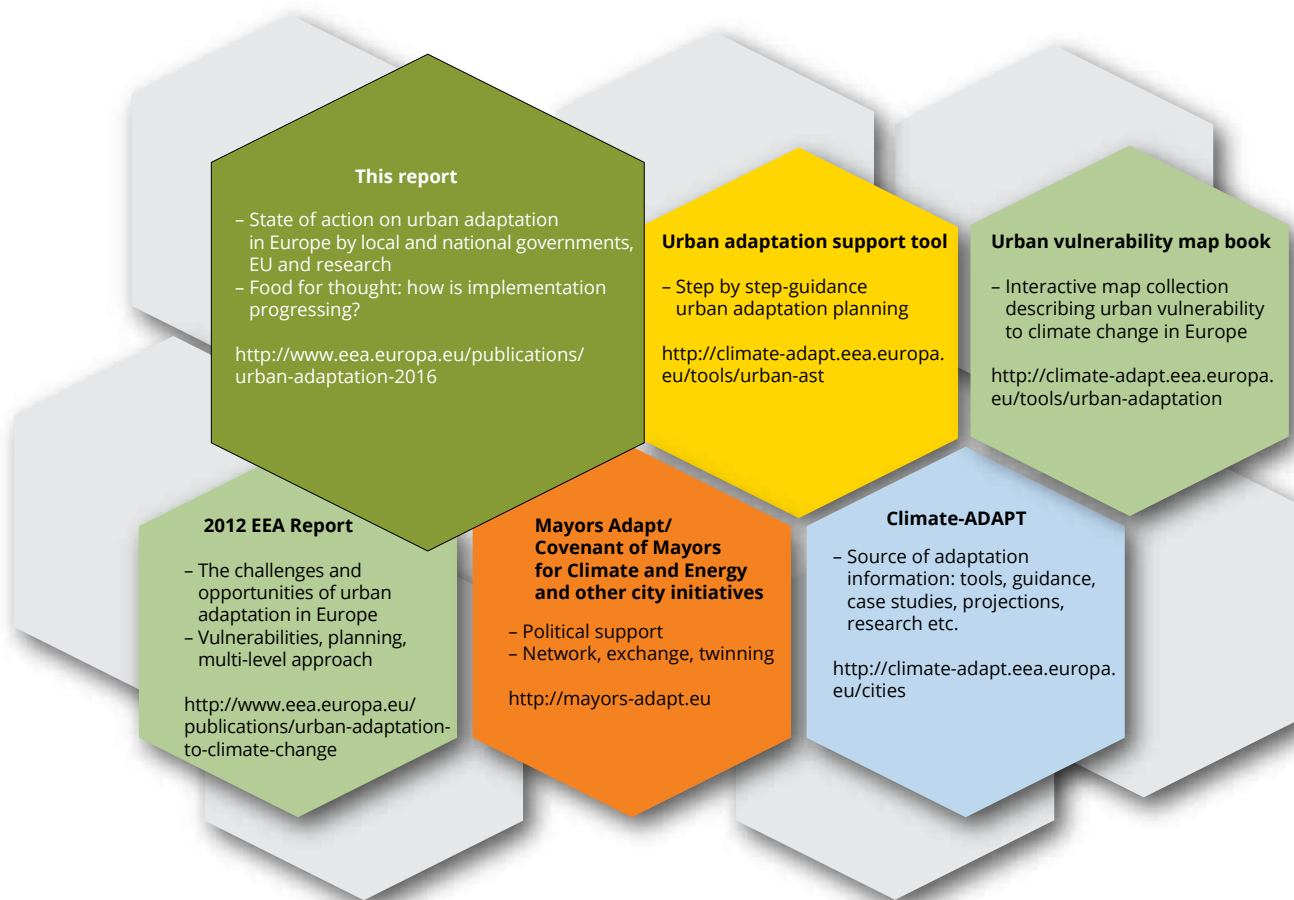 This report
– State of action on urban adaptation
in Europe by local and national governments,
EU and research
– Food for thought: how is implementation
progressing?
http://www.eea.europa.eu/publications/
urban-adaptation-2016
Urban adaptation support tool
– Step by step-guidance
urban adaptation planning
http://climate-adapt.eea.europa.
eu/tools/urban-ast
Urban vulnerability map book
– Interactive map collection
describing urban vulnerability
to climate change in Europe
http://climate-adapt.eea.europa.
eu/tools/urban-adaptation
2012 EEA Report
– The challenges and
opportunities of urban
adaptation in Europe
– Vulnerabilities, planning,
multi-level approach
http://www.eea.europa.eu/
publications/urban-adaptation-
to-climate-change
Mayors Adapt/
Covenant of Mayors
for Climate and Energy
and other city initiatives
– Political support
– Network, exchange, twinning
http://mayors-adapt.eu
Climate-ADAPT
– Source of adaptation
information: tools, guidance,
case studies, projections,
research etc.
http://climate-adapt.eea.europa.
eu/cities